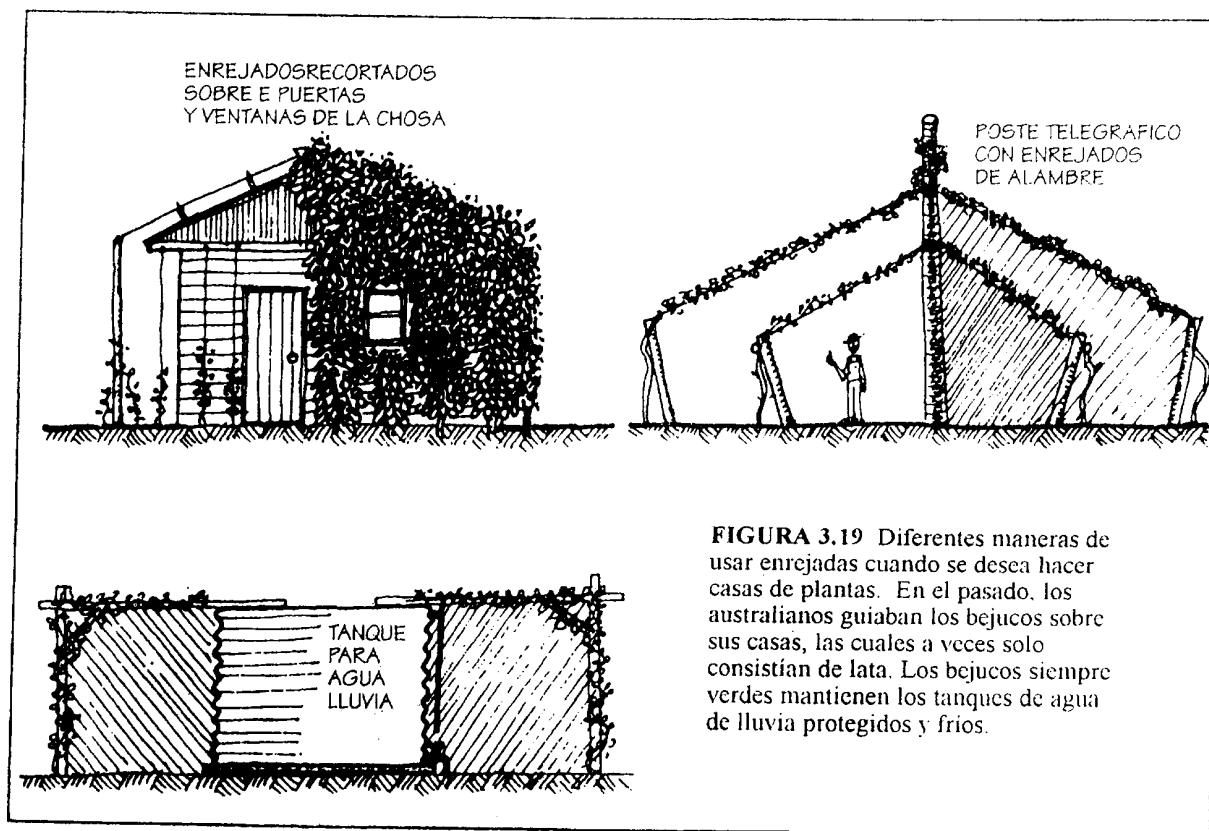 ENREJADOSRECORTADOS
SOBRE E PUERTAS
Y VENTANAS DE LA CHOSA
POSTE TELEGRAFICO
CON ENREJADOS
DE ALAMBRE
TANQUE
PARA
AGUA
LLUVIA
FIGURA 3.19 Diferentes maneras de
usar enrejadas cuando se desea hacer
casas de plantas. En el pasado, los
australianos guiaban los bejucos sobre
sus casas, las cuales a veces solo
consistían de lata. Los bejucos siempre
verdes mantienen los tanques de agua
de lluvia protegidos y fríos.